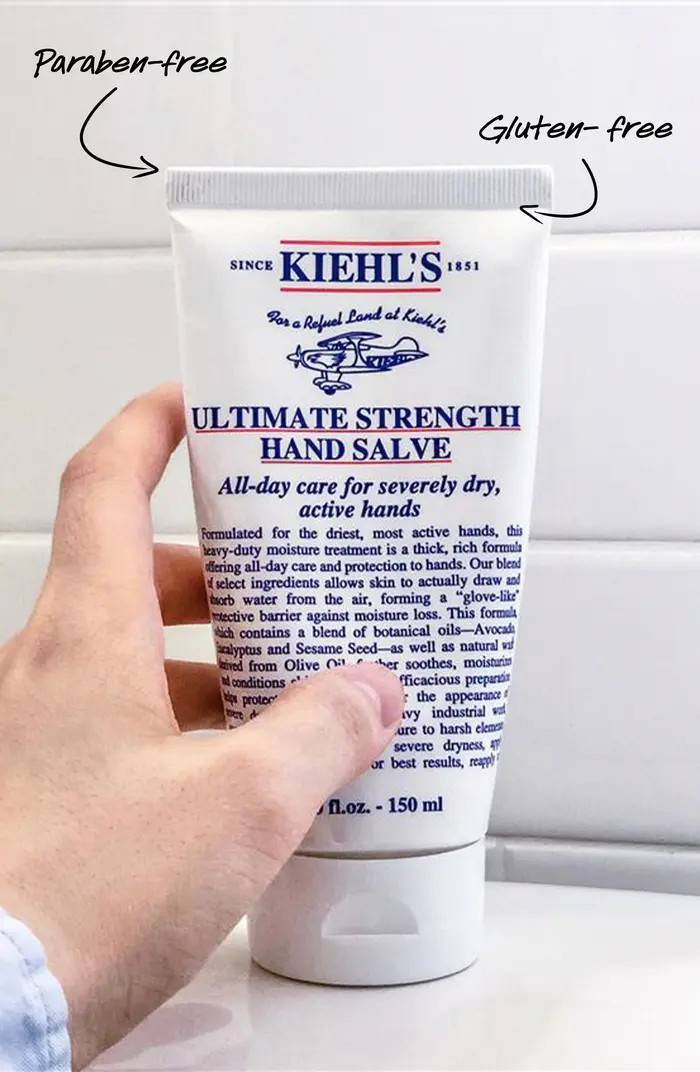 Paraben-free
Gluten- free
SINCE KIEHL'S 1851
For a Refuel Land at Kiehl's
KIEHL'S
ULTIMATE STRENGTH
HAND SALVE
All-day care for severely dry,
active hands
Formulated for the driest, most active hands, this
heavy-duty moisture treatment is a thick, rich formula
offering all-day care and protection to hands. Our blend
of select ingredients allows skin to actually draw and
absorb water from the air, forming a “glove-like”
protective barrier against moisture loss. This formula,
which contains a blend of botanical oils—Avocado,
Eucalyptus and Sesame Seed—as well as natural wax
derived from Olive Oil, further soothes, moisturizes
and conditions efficacious preparation
helps protect the appearance of
severe heavy industrial work,
to harsh elements
severe dryness,
or best results, reapply
fl.oz. - 150 ml